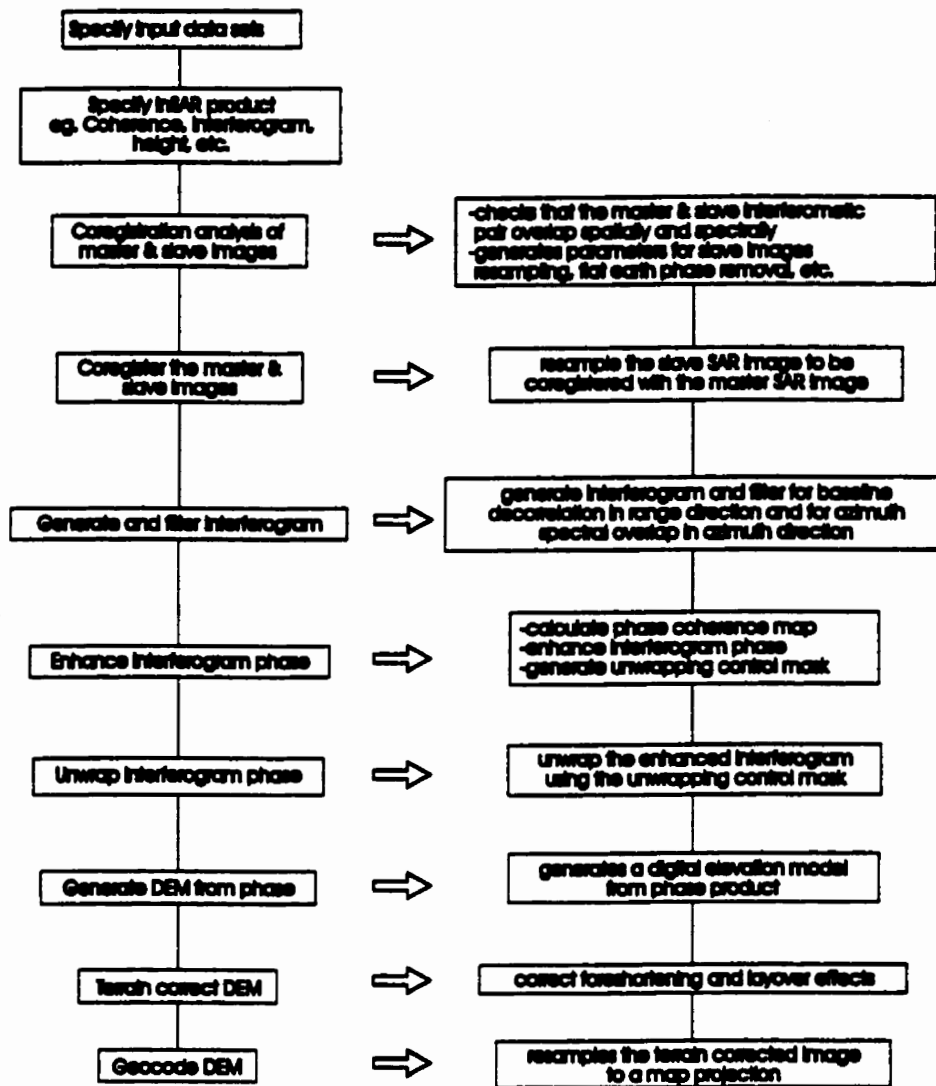 Specify input data sets
Specify InSAR product
eg. Coherence, Interferogram,
height, etc.
Coregistration analysis of
master & slave images
-checks that the master & slave interferometic
pair overlap spatially and spectrally
-generates parameters for slave images
resampling, flat earth phase removal, etc.
Coregister the master &
slave images
resample the slave SAR image to be
coregistered with the master SAR image
Generate and filter interferogram
generate interferogram and filter for baseline
decorrelation in range direction and for azimuth
spectral overlap in azimuth direction
Enhance interferogram phase
-calculate phase coherence map
-enhance interferogram phase
-generate unwrapping control mask
Unwrap interferogram phase
unwrap the enhanced interferogram
using the unwrapping control mask
Generate DEM from phase
generates a digital elevation model
from phase product
Terrain correct DEM
correct foreshortening and layover effects
Geocode DEM
resamples the terrain corrected image
to a map projection